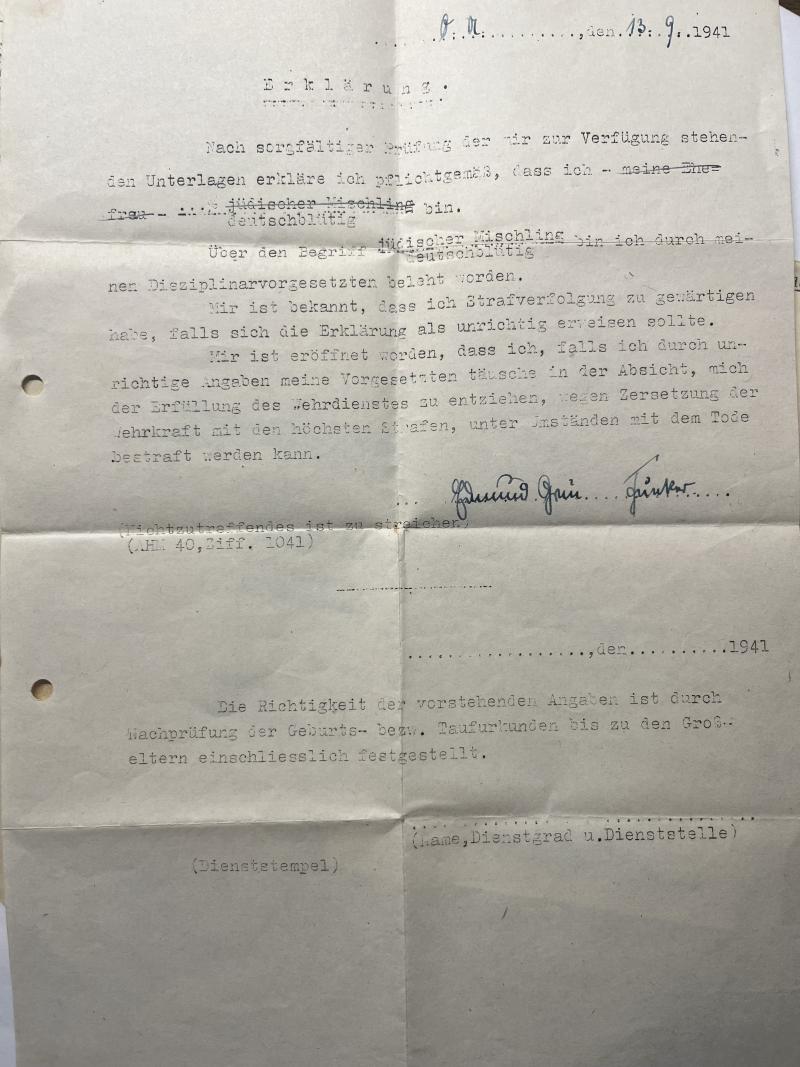 O. U. ..........,den 13. 9. 1941
E r k l ä r u n g .
Nach sorgfältiger Prüfung der mir zur Verfügung stehen-
den Unterlagen erkläre ich pflichtgemäß, dass ich - meine Ehe-
frau - jüdischer Mischling bin.
deutschblütig
Über den Begriff jüdischer Mischling bin ich durch mei-
deutschblütig
nen Disziplinarvorgesetzten beleht worden.
Mir ist bekannt, dass ich Strafverfolgung zu gewärtigen
habe, falls sich die Erklärung als unrichtig erweisen sollte.
Mir ist eröffnet worden, dass ich, falls ich durch un-
richtige Angaben meine Vorgesetzten täusche in der Absicht, mich
der Erfüllung des Wehrdienstes zu entziehen, wegen Zersetzung der
Wehrkraft mit den höchsten Strafen, unter Umständen mit dem Tode
bestraft werden kann.
... Edmund Grün .... Funker .....
(Nichtzutreffendes ist zu streichen)
(AHM 40,Ziff. 1041)
..................,den..........1941
Die Richtigkeit der vorstehenden Angaben ist durch
Nachprüfung der Geburts- bezw. Taufurkunden bis zu den Groß-
eltern einschliesslich festgestellt.
(Name,Dienstgrad u.Dienststelle)
(Dienststempel)